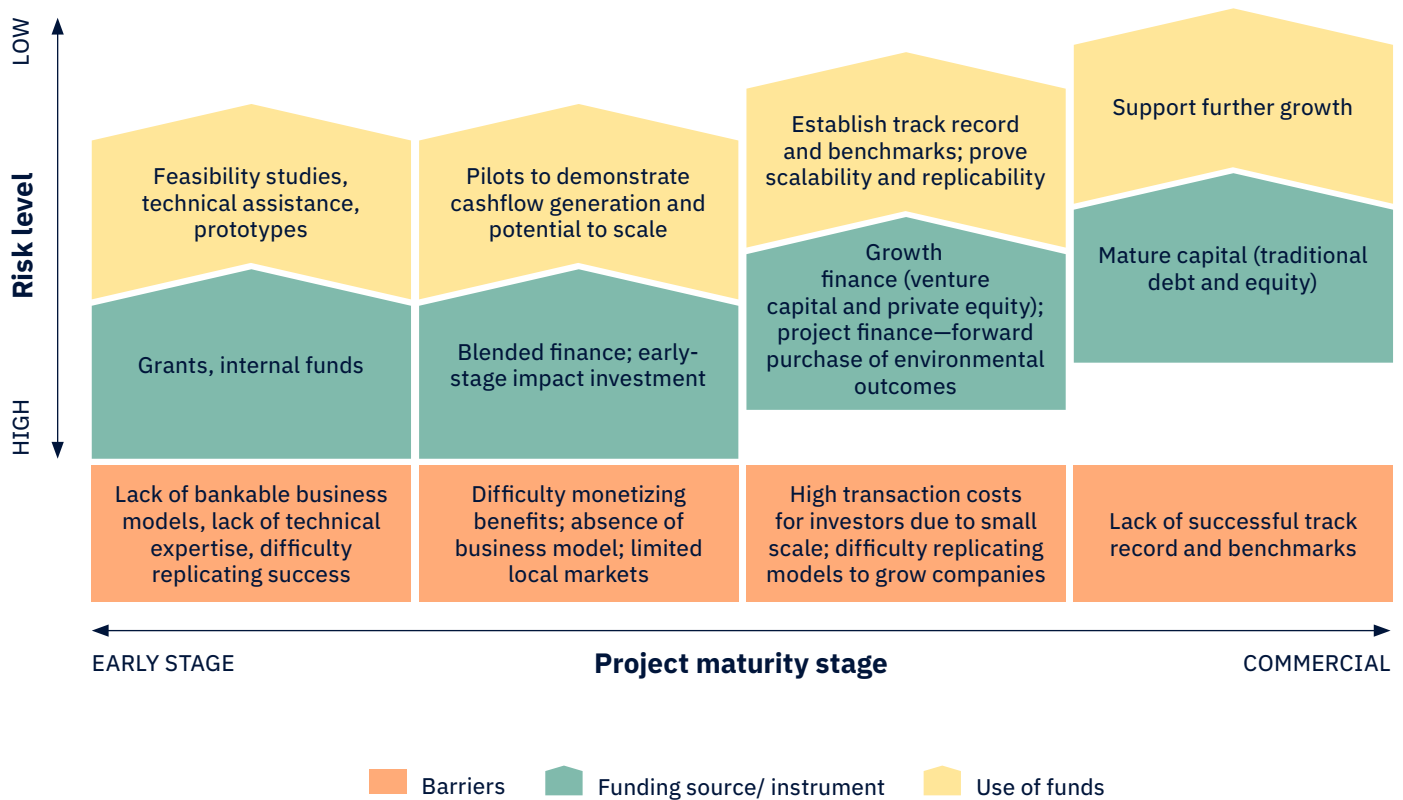 LOW
Risk level
HIGH
Feasibility studies,
technical assistance,
prototypes
Grants, internal funds
Lack of bankable business
models, lack of technical
expertise, difficulty
replicating success
Pilots to demonstrate
cashflow generation and
potential to scale
Blended finance; early-
stage impact investment
Difficulty monetizing
benefits; absence of
business model; limited
local markets
Establish track record
and benchmarks; prove
scalability and replicability
Growth
finance (venture
capital and private equity);
project finance—forward
purchase of environmental
outcomes
High transaction costs
for investors due to small
scale; difficulty replicating
models to grow companies
Support further growth
Mature capital (traditional
debt and equity)
Lack of successful track
record and benchmarks
EARLY STAGE
Project maturity stage
COMMERCIAL
Barriers
Funding source/ instrument
Use of funds